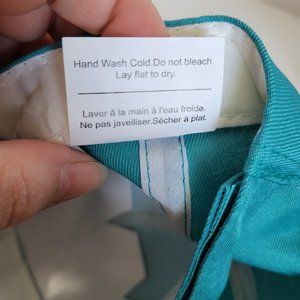 Hand Wash Cold.Do not bleach.
Lay flat to dry.
Laver à la main à l'eau froide.
Ne pas javelliser.Sécher à plat.